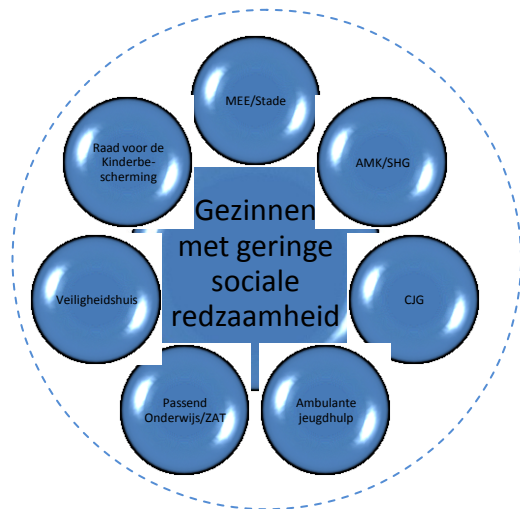 MEE/Stade
Raad voor de
Kinderbe-
scherming
AMK/SHG
Gezinnen
met geringe
sociale
redzaamheid
Veiligheidshuis
CJG
Passend
Onderwijs/ZAT
Ambulante
jeugdhulp